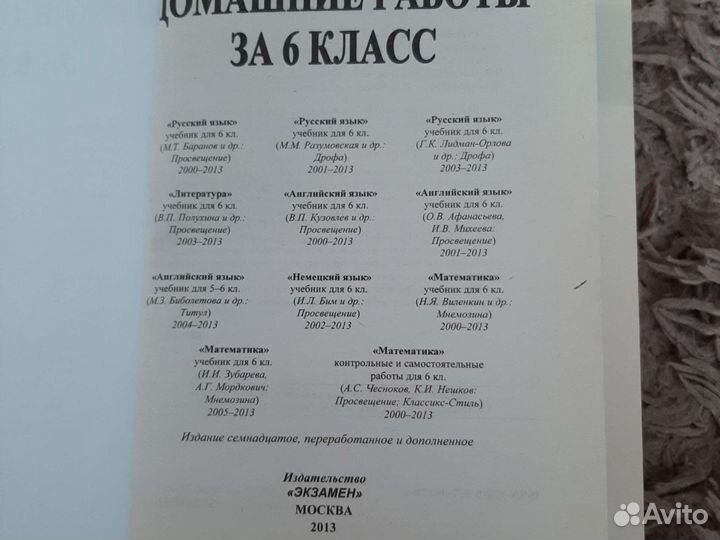 ДОМАШНИЕ РАБОТЫ
ЗА 6 КЛАСС
«Русский язык»
учебник для 6 кл.
(М.Т. Баранов и др.:
Просвещение)
2000–2013
«Русский язык»
учебник для 6 кл.
(М.М. Разумовская и др.:
Дрофа)
2001–2013
«Русский язык»
учебник для 6 кл.
(Г.К. Лидман-Орлова
и др.: Дрофа)
2003–2013
«Литература»
учебник для 6 кл.
(В.П. Полухина и др.:
Просвещение)
2003–2013
«Английский язык»
учебник для 6 кл.
(В.П. Кузовлев и др.:
Просвещение)
2000–2013
«Английский язык»
учебник для 6 кл.
(О.В. Афанасьева,
И.В. Михеева:
Просвещение)
2001–2013
«Английский язык»
учебник для 5–6 кл.
(М.З. Биболетова и др.:
Титул)
2004–2013
«Немецкий язык»
учебник для 6 кл.
(И.Л. Бим и др.:
Просвещение)
2002–2013
«Математика»
учебник для 6 кл.
(Н.Я. Виленкин и др.:
Мнемозина)
2000–2013
«Математика»
учебник для 6 кл.
(И.И. Зубарева,
А.Г. Мордкович:
Мнемозина)
2005–2013
«Математика»
контрольные и самостоятельные
работы для 6 кл.
(А.С. Чесноков, К.И. Нешков:
Просвещение; Классикс-Стиль)
2000–2013
Издание семнадцатое, переработанное и дополненное
Издательство
«ЭКЗАМЕН»
МОСКВА
2013
Avito